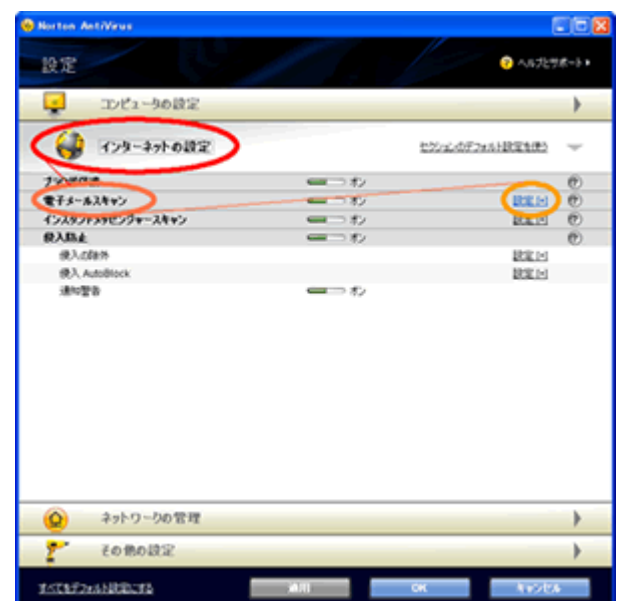 Norton AntiVirus
設定
ヘルプとサポート
コンピュータの設定
インターネットの設定
セクションのデフォルト設定を使う
オン
電子メールスキャン
オン
設定 [+]
インスタントメッセンジャースキャン
オン
設定 [+]
侵入防止
オン
侵入の除外
設定 [+]
侵入 AutoBlock
設定 [+]
通知警告
オン
ネットワークの管理
その他の設定
すべてをデフォルト設定にする
適用
OK
キャンセル